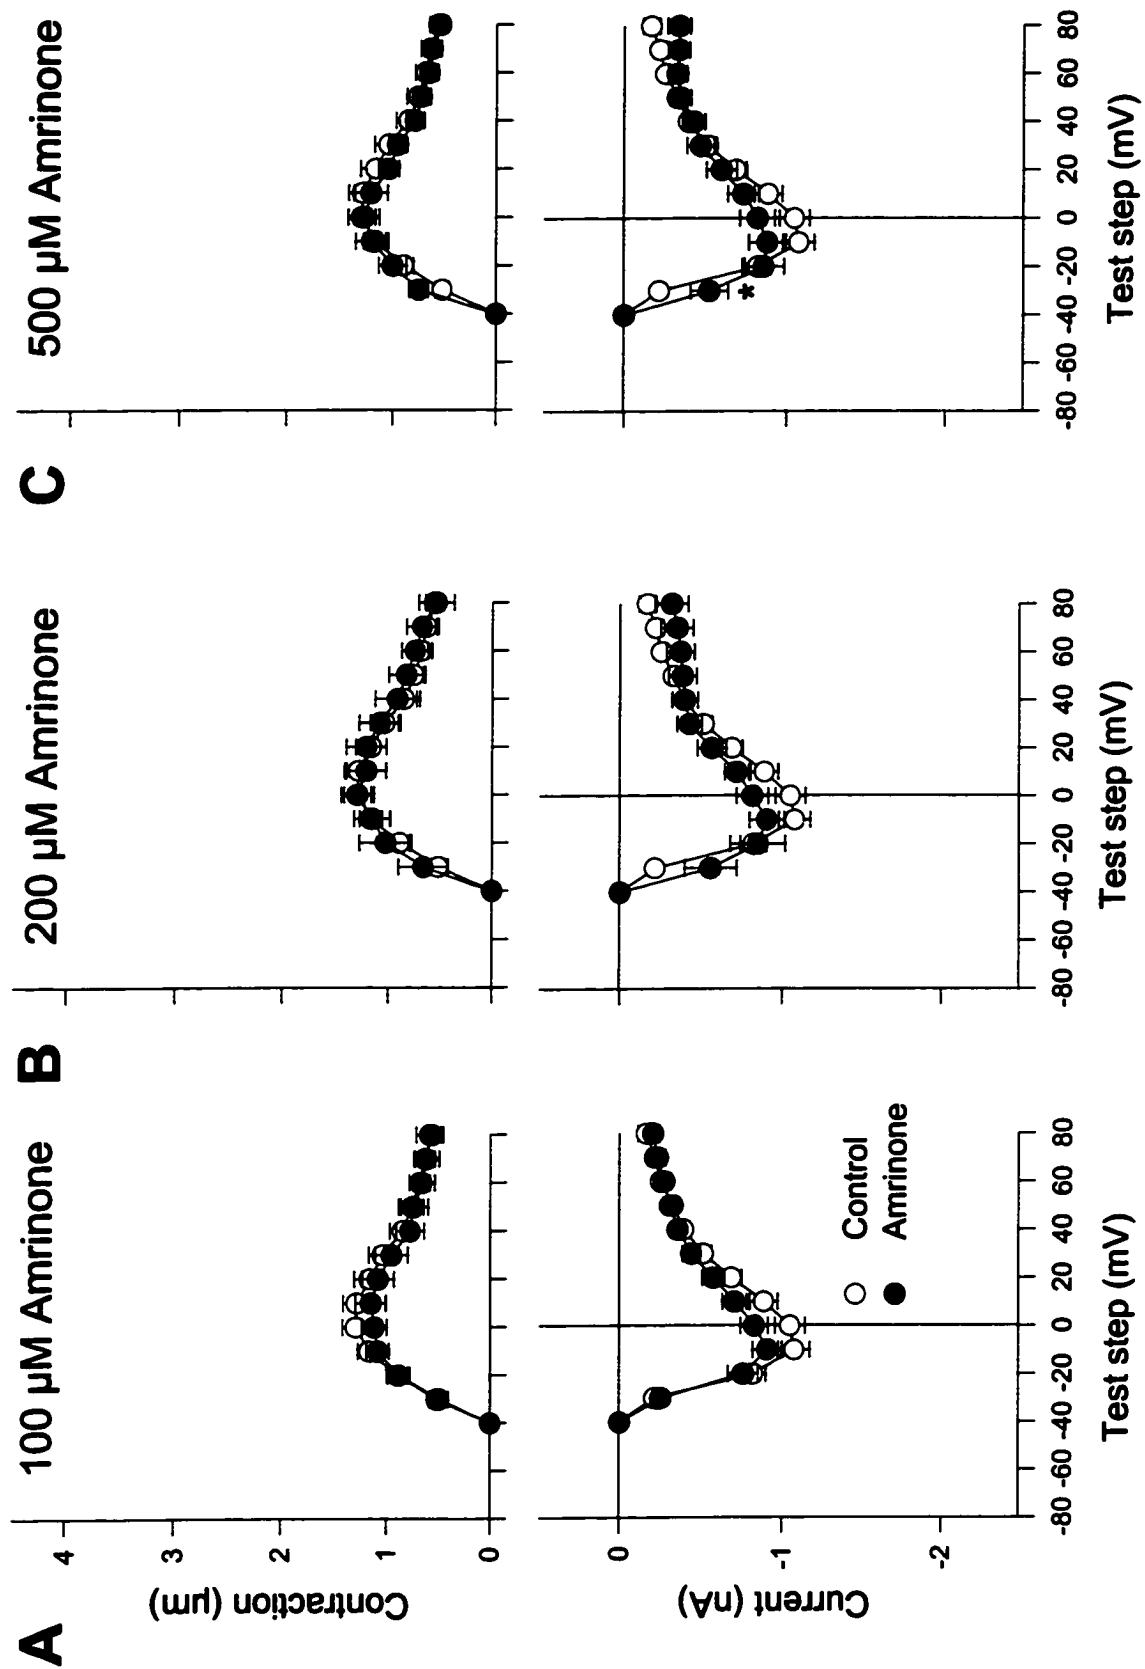 A
100 µM Amrinone
B
200 µM Amrinone
C
500 µM Amrinone
Contraction (µm)
4
3
2
1
0
Current (nA)
0
-1
-2
*
Control
Amrinone
-80 -60 -40 -20 0 20 40 60 80
-80 -60 -40 -20 0 20 40 60 80
-80 -60 -40 -20 0 20 40 60 80
Test step (mV)
Test step (mV)
Test step (mV)